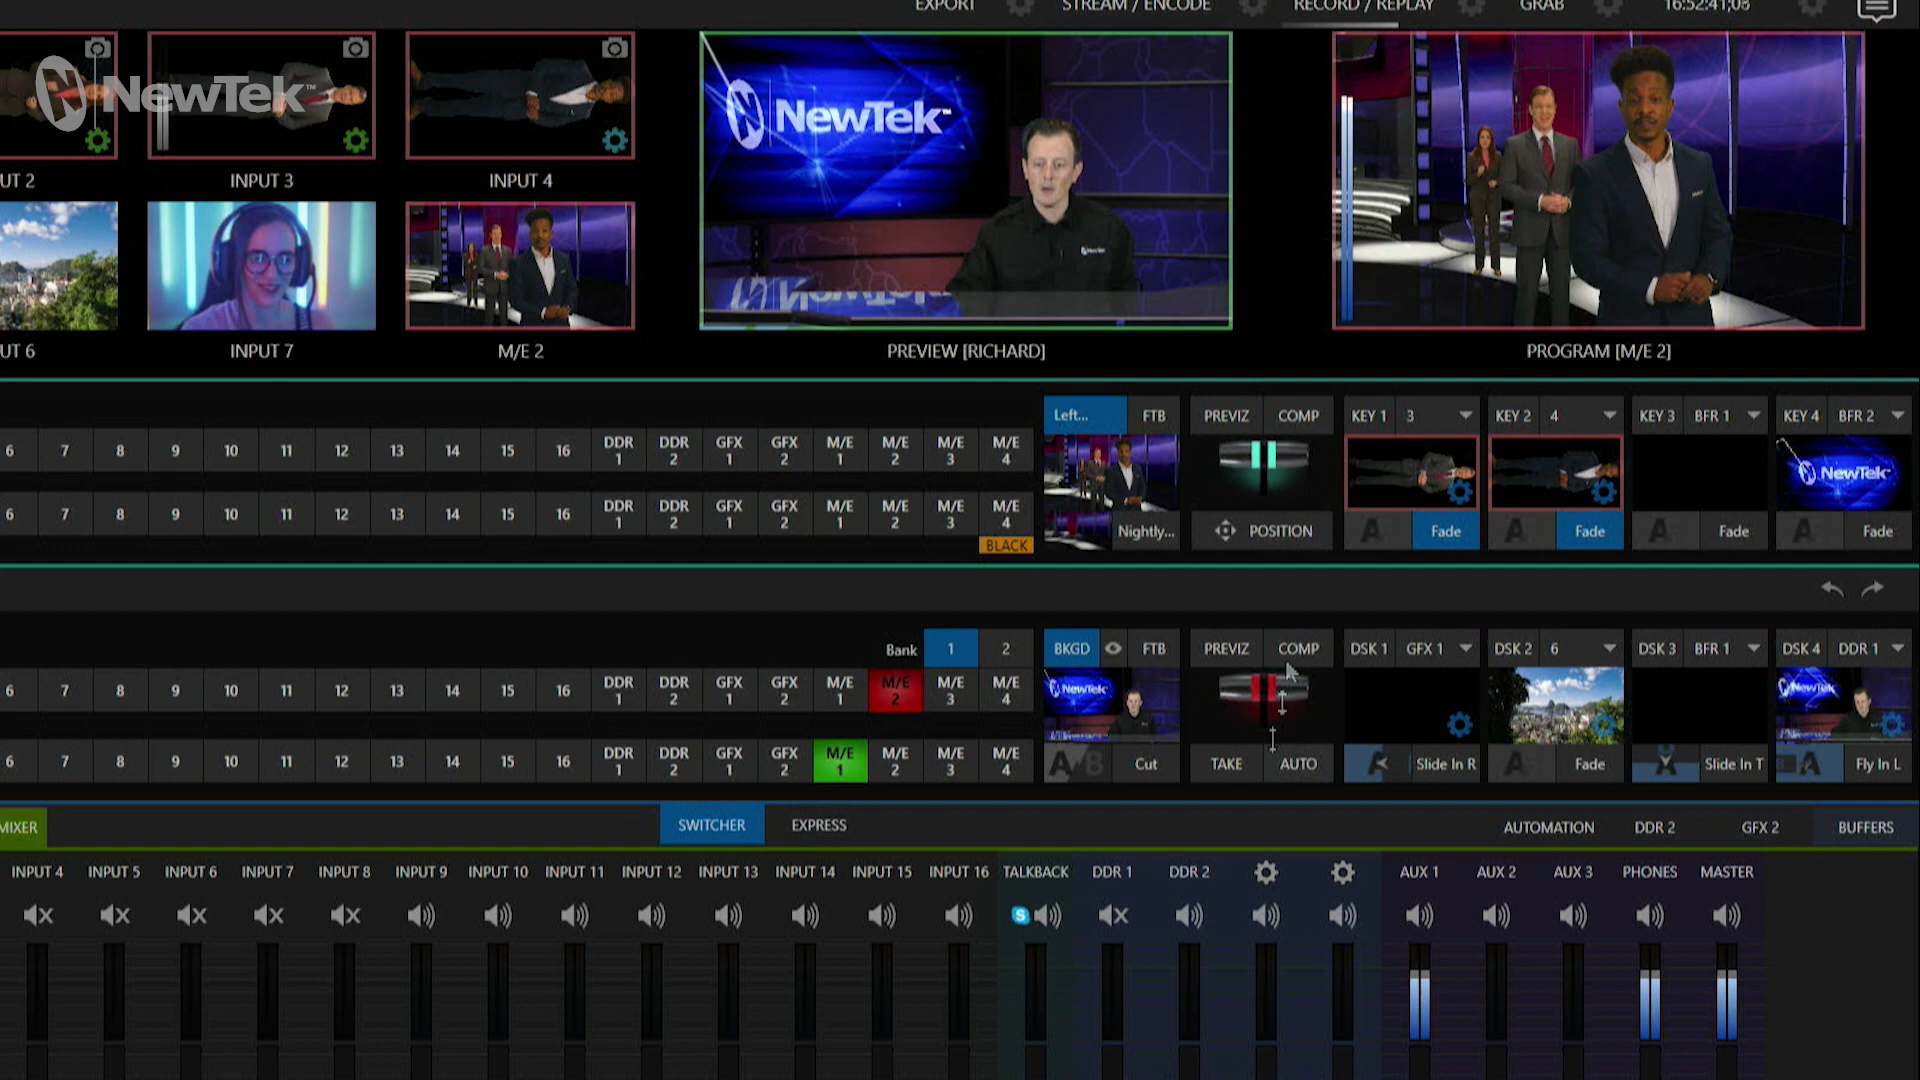 EXPORT
STREAM / ENCODE
RECORD / REPLAY
GRAB
16:52:41;08
NewTek™
UT 2
INPUT 3
INPUT 4
NewTek™
NewTek
UT 6
INPUT 7
M/E 2
PREVIEW [RICHARD]
PROGRAM [M/E 2]
Left... FTB PREVIZ COMP KEY 1 3 KEY 2 4 KEY 3 BFR 1 KEY 4 BFR 2
6 7 8 9 10 11 12 13 14 15 16 DDR 1 DDR 2 GFX 1 GFX 2 M/E 1 M/E 2 M/E 3 M/E 4
NewTek
6 7 8 9 10 11 12 13 14 15 16 DDR 1 DDR 2 GFX 1 GFX 2 M/E 1 M/E 2 M/E 3 M/E 4
BLACK
Nightly... POSITION A Fade A Fade A Fade A Fade
Bank 1 2 BKGD FTB PREVIZ COMP DSK 1 GFX 1 DSK 2 6 DSK 3 BFR 1 DSK 4 DDR 1
6 7 8 9 10 11 12 13 14 15 16 DDR 1 DDR 2 GFX 1 GFX 2 M/E 1 M/E 2 M/E 3 M/E 4
NewTek
NewTek
6 7 8 9 10 11 12 13 14 15 16 DDR 1 DDR 2 GFX 1 GFX 2 M/E 1 M/E 2 M/E 3 M/E 4
A B Cut TAKE AUTO A Slide In R A Fade A Slide In T A Fly In L
MIXER SWITCHER EXPRESS AUTOMATION DDR 2 GFX 2 BUFFERS
INPUT 4 INPUT 5 INPUT 6 INPUT 7 INPUT 8 INPUT 9 INPUT 10 INPUT 11 INPUT 12 INPUT 13 INPUT 14 INPUT 15 INPUT 16 TALKBACK DDR 1 DDR 2 AUX 1 AUX 2 AUX 3 PHONES MASTER